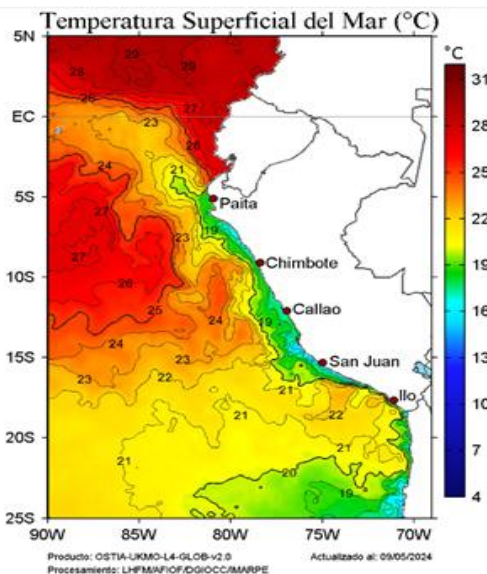 Temperatura Superficial del Mar (°C)
5N
EC
5S
10S
15S
20S
25S
90W
85W
80W
75W
70W
28
29
29
26
27
23
26
24
21
27
23
19
27
26
25
24
24
19
23
23
22
21
21
22
21
21
21
20
19
Paita
Chimbote
Callao
San Juan
Ilo
°C
31
28
25
22
19
16
13
10
7
4
Producto: OSTIA-UKMO-L4-GLOB-v2.0
Actualizado al: 09/05/2024
Procesamiento: LHFM/AFIOF/DGIOCC/IMARPE